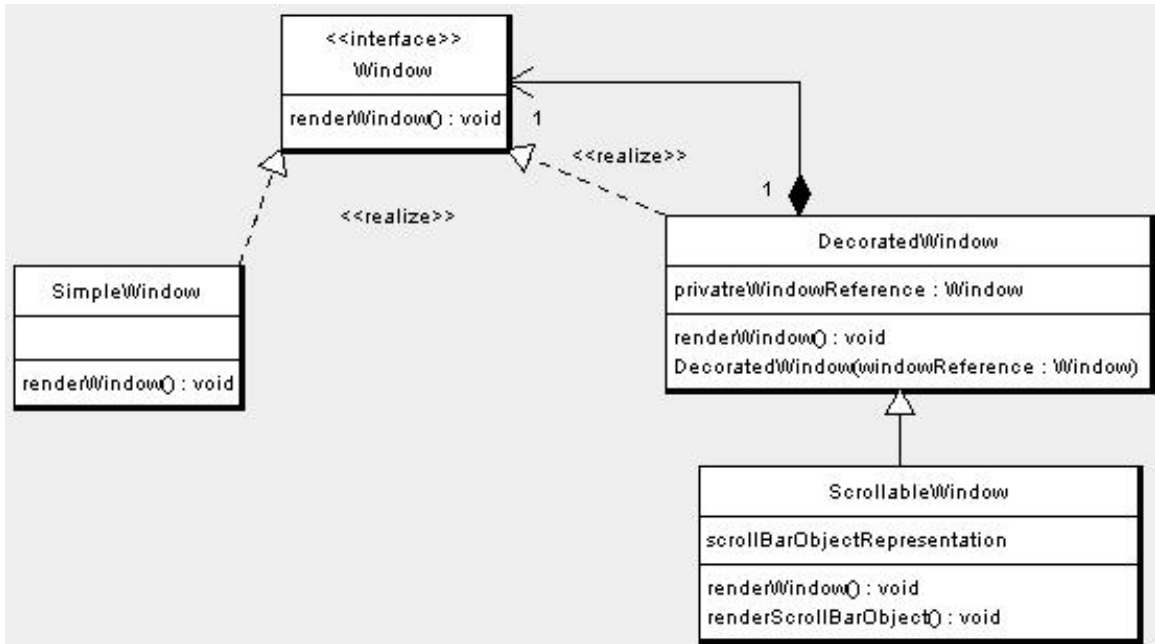 <<interface>>
Window
renderWindow() : void
1
<<realize>>
1
<<realize>>
DecoratedWindow
privatreWindowReference : Window
renderWindow() : void
DecoratedWindow(windowReference : Window)
SimpleWindow
renderWindow() : void
ScrollableWindow
scrollBarObjectRepresentation
renderWindow() : void
renderScrollBarObject() : void